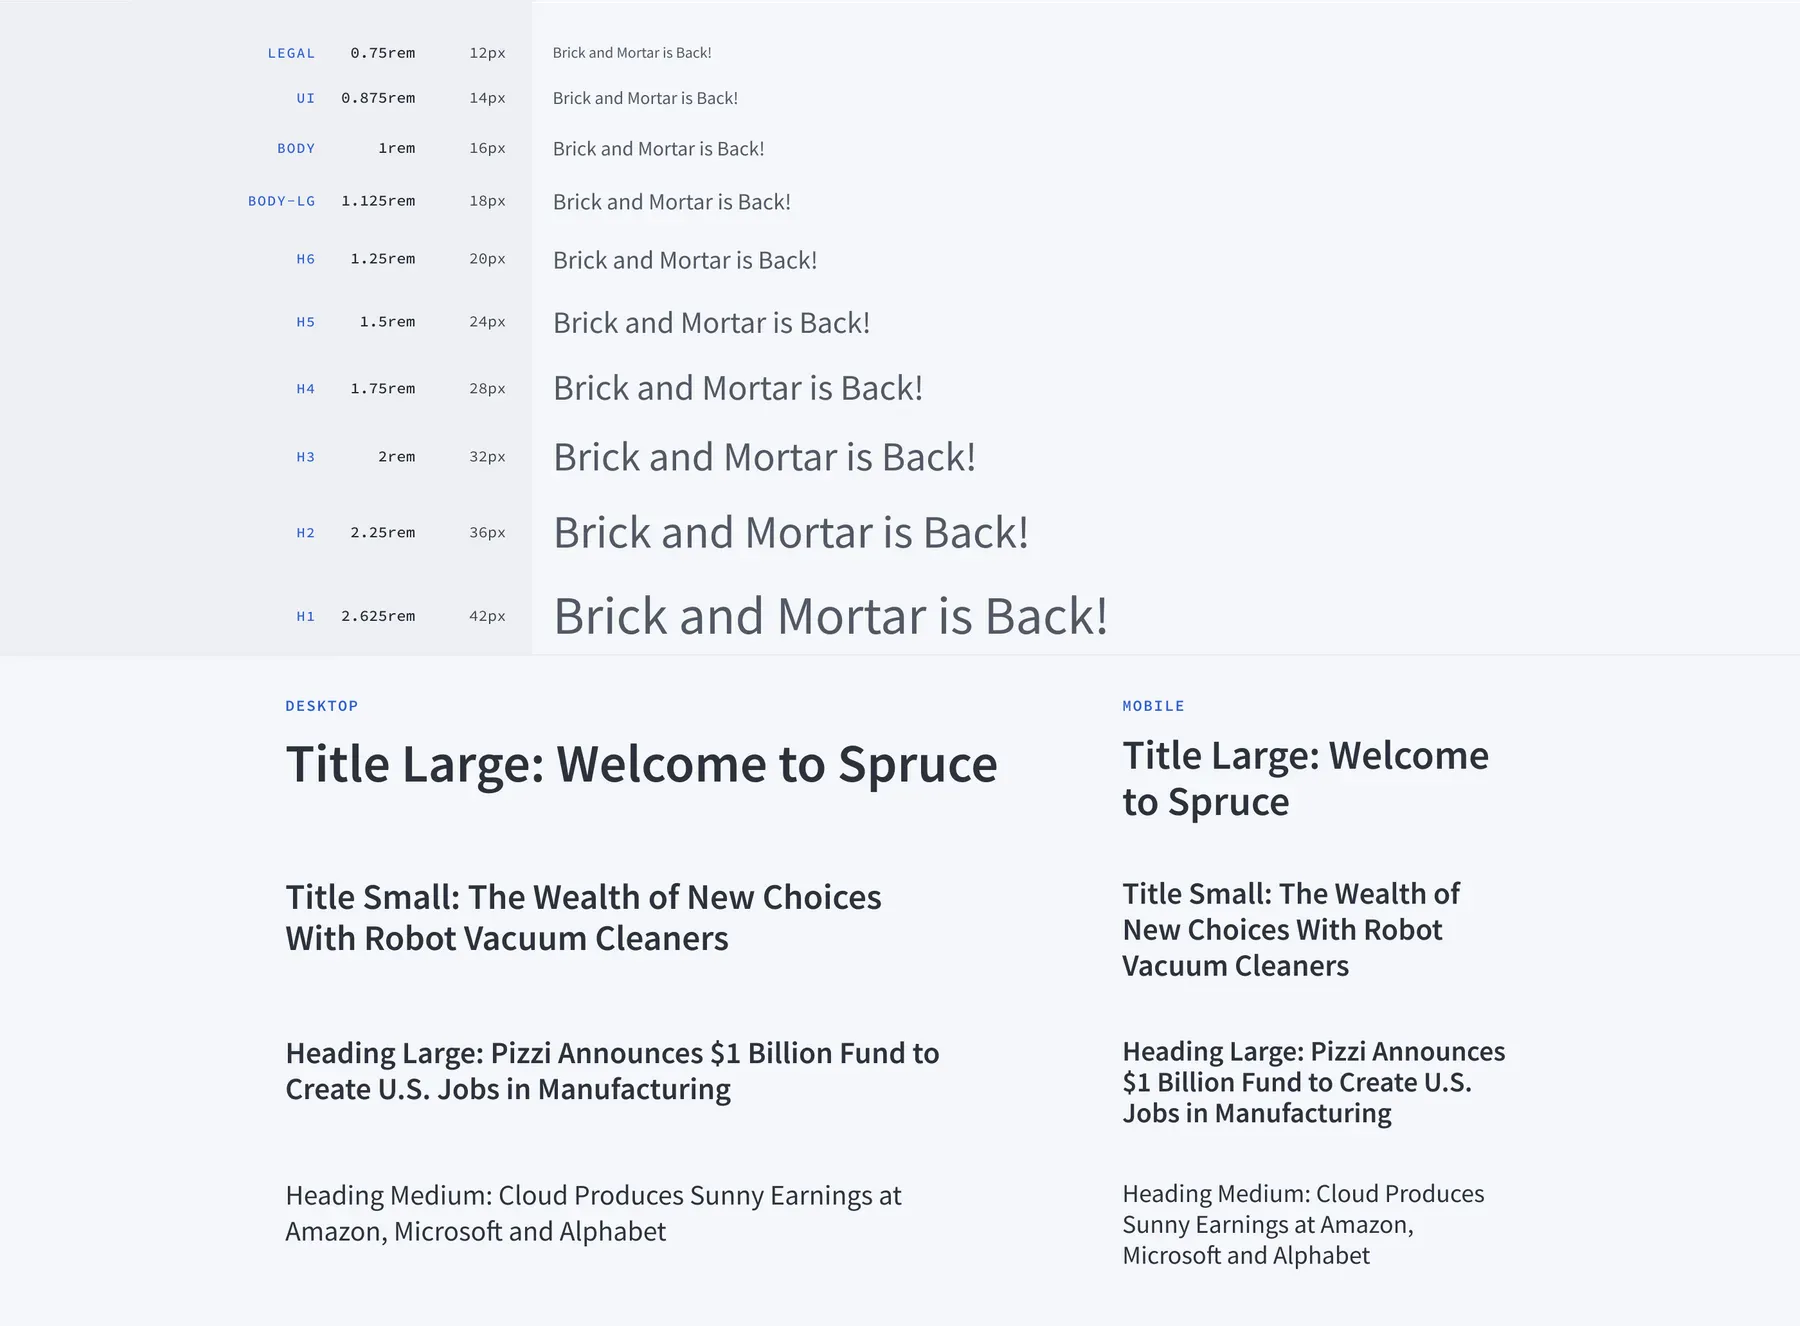 LEGAL 0.75rem 12px Brick and Mortar is Back!
UI 0.875rem 14px Brick and Mortar is Back!
BODY 1rem 16px Brick and Mortar is Back!
BODY-LG 1.125rem 18px Brick and Mortar is Back!
H6 1.25rem 20px Brick and Mortar is Back!
H5 1.5rem 24px Brick and Mortar is Back!
H4 1.75rem 28px Brick and Mortar is Back!
H3 2rem 32px Brick and Mortar is Back!
H2 2.25rem 36px Brick and Mortar is Back!
H1 2.625rem 42px Brick and Mortar is Back!
DESKTOP
Title Large: Welcome to Spruce
Title Small: The Wealth of New Choices
With Robot Vacuum Cleaners
Heading Large: Pizzi Announces $1 Billion Fund to
Create U.S. Jobs in Manufacturing
Heading Medium: Cloud Produces Sunny Earnings at
Amazon, Microsoft and Alphabet
MOBILE
Title Large: Welcome
to Spruce
Title Small: The Wealth of
New Choices With Robot
Vacuum Cleaners
Heading Large: Pizzi Announces
$1 Billion Fund to Create U.S.
Jobs in Manufacturing
Heading Medium: Cloud Produces
Sunny Earnings at Amazon,
Microsoft and Alphabet